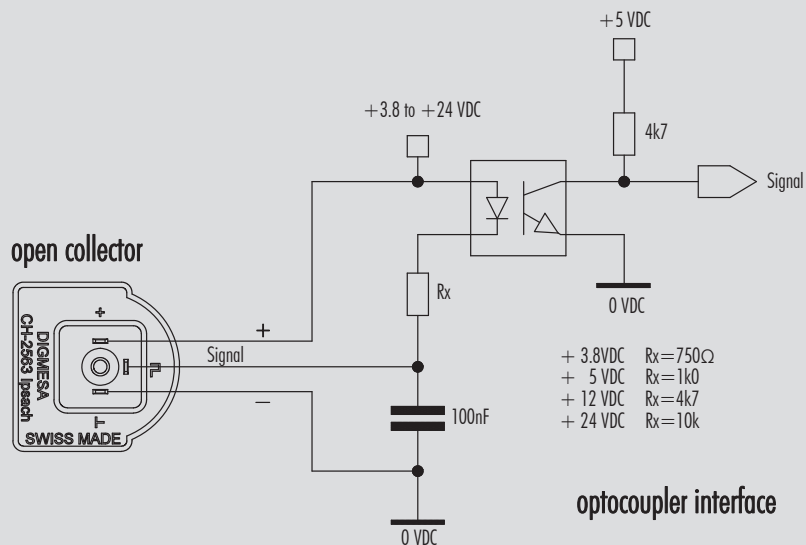 +5 VDC
+3.8 to +24 VDC
4k7
Signal
open collector
0 VDC
Rx
+
+
DIGMESA
CH-2563 Ipsach
Signal
–
SWISS MADE
100nF
+ 3.8VDC Rx=750Ω
+ 5 VDC Rx=1k0
+ 12 VDC Rx=4k7
+ 24 VDC Rx=10k
optocoupler interface
0 VDC